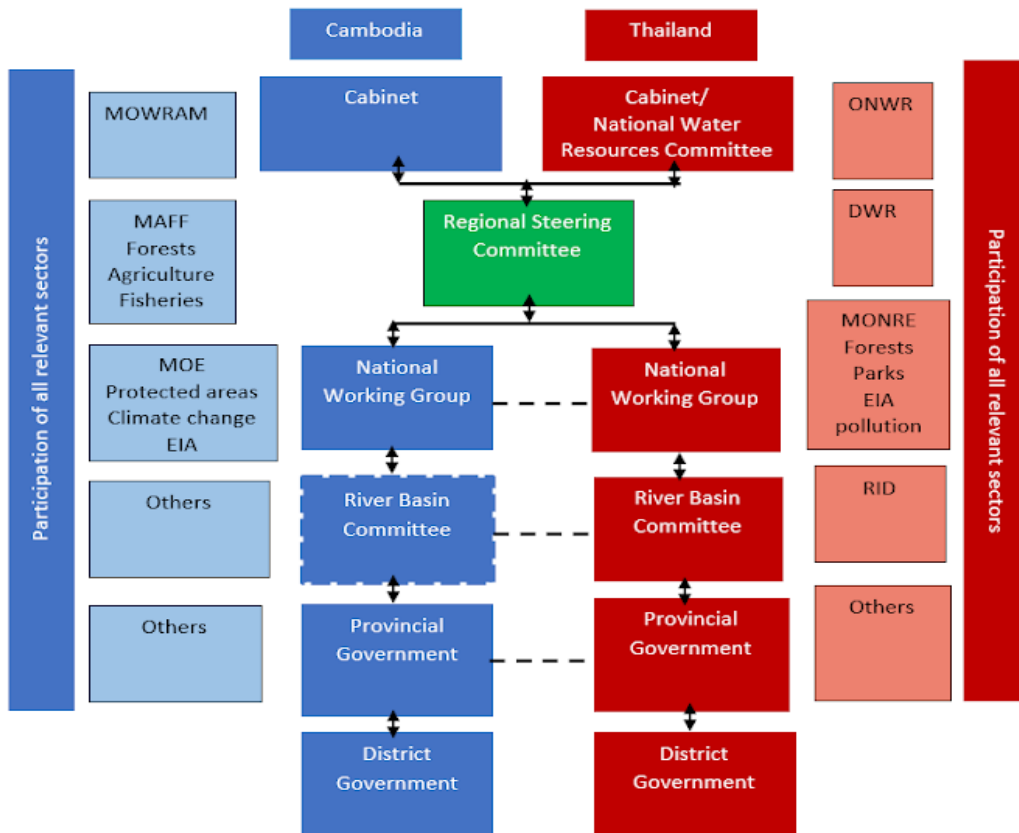 Cambodia
Thailand
Participation of all relevant sectors
MOWRAM
MAFF
Forests
Agriculture
Fisheries
MOE
Protected areas
Climate change
EIA
Others
Others
Cabinet
Cabinet/
National Water
Resources Committee
Regional Steering
Committee
National
Working Group
National
Working Group
River Basin
Committee
River Basin
Committee
Provincial
Government
Provincial
Government
District
Government
District
Government
ONWR
DWR
MONRE
Forests
Parks
EIA
pollution
RID
Others
Participation of all relevant sectors